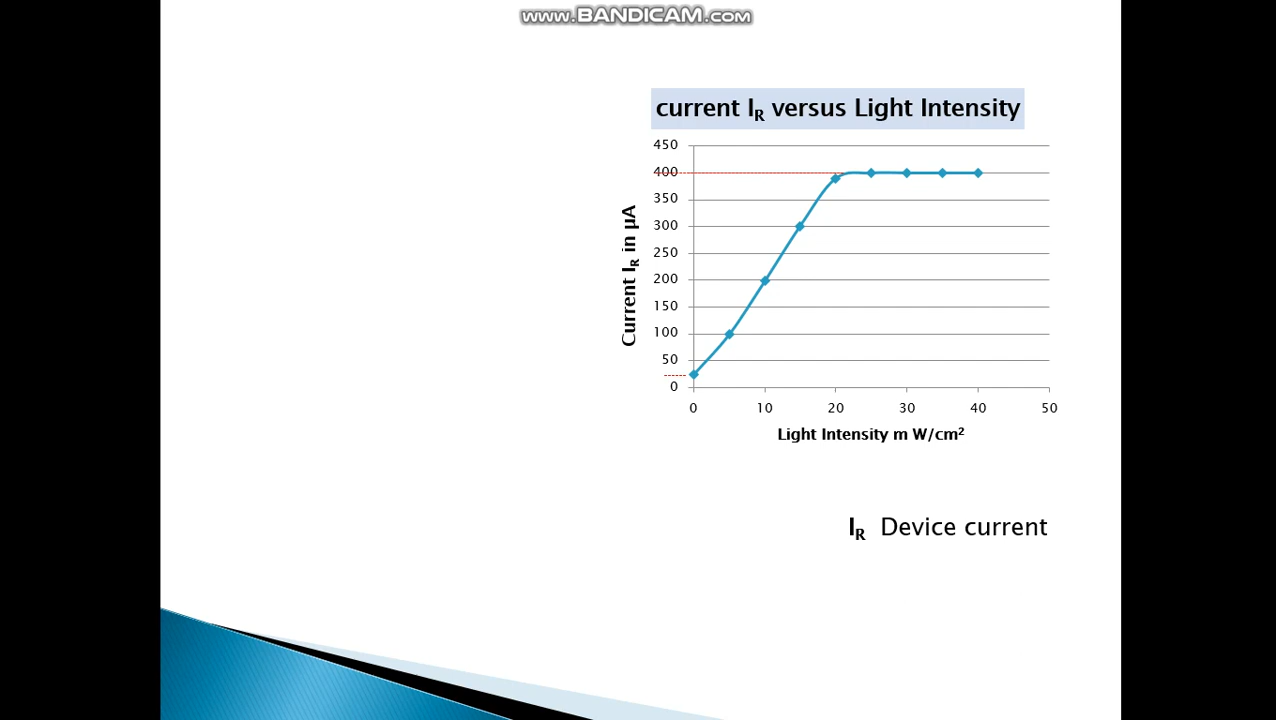 www.BANDICAM.com
current IR versus Light Intensity
450
400
350
300
250
200
150
100
50
0
Current IR in µA
0 10 20 30 40 50
Light Intensity m W/cm²
IR Device current